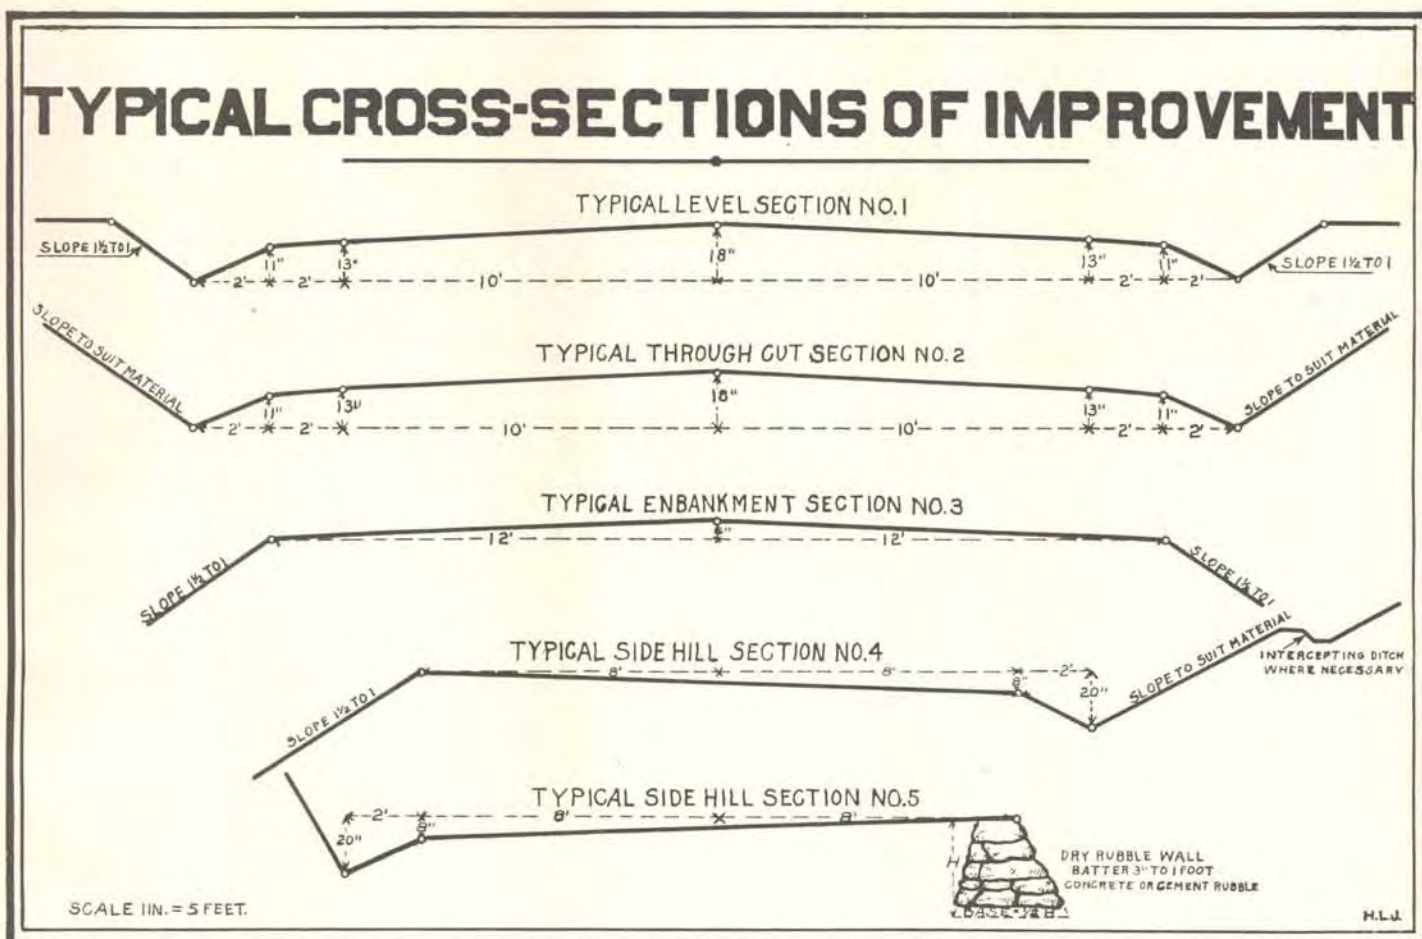 TYPICAL CROSS-SECTIONS OF IMPROVEMENT
TYPICAL LEVEL SECTION NO.1
SLOPE 1½ TO 1
11" 13" 18" 13" 11"
SLOPE 1½ TO 1
2' 2' 10' 10' 2' 2'
SLOPE TO SUIT MATERIAL
TYPICAL THROUGH CUT SECTION NO.2
SLOPE TO SUIT MATERIAL
11" 13" 18" 13" 11"
2' 2' 10' 10' 2' 2'
TYPICAL ENBANKMENT SECTION NO.3
12' 12'
SLOPE 1½ TO 1
SLOPE 1½ TO 1
TYPICAL SIDE HILL SECTION NO.4
8' 8' 2'
8" 20"
SLOPE 1½ TO 1
SLOPE TO SUIT MATERIAL
INTERCEPTING DITCH
WHERE NECESSARY
TYPICAL SIDE HILL SECTION NO.5
2' 8' 8'
20" 8"
H
DRY RUBBLE WALL
BATTER 3" TO 1 FOOT
CONCRETE OR CEMENT RUBBLE
BASE
SCALE 1IN. = 5 FEET.
H.L.J.